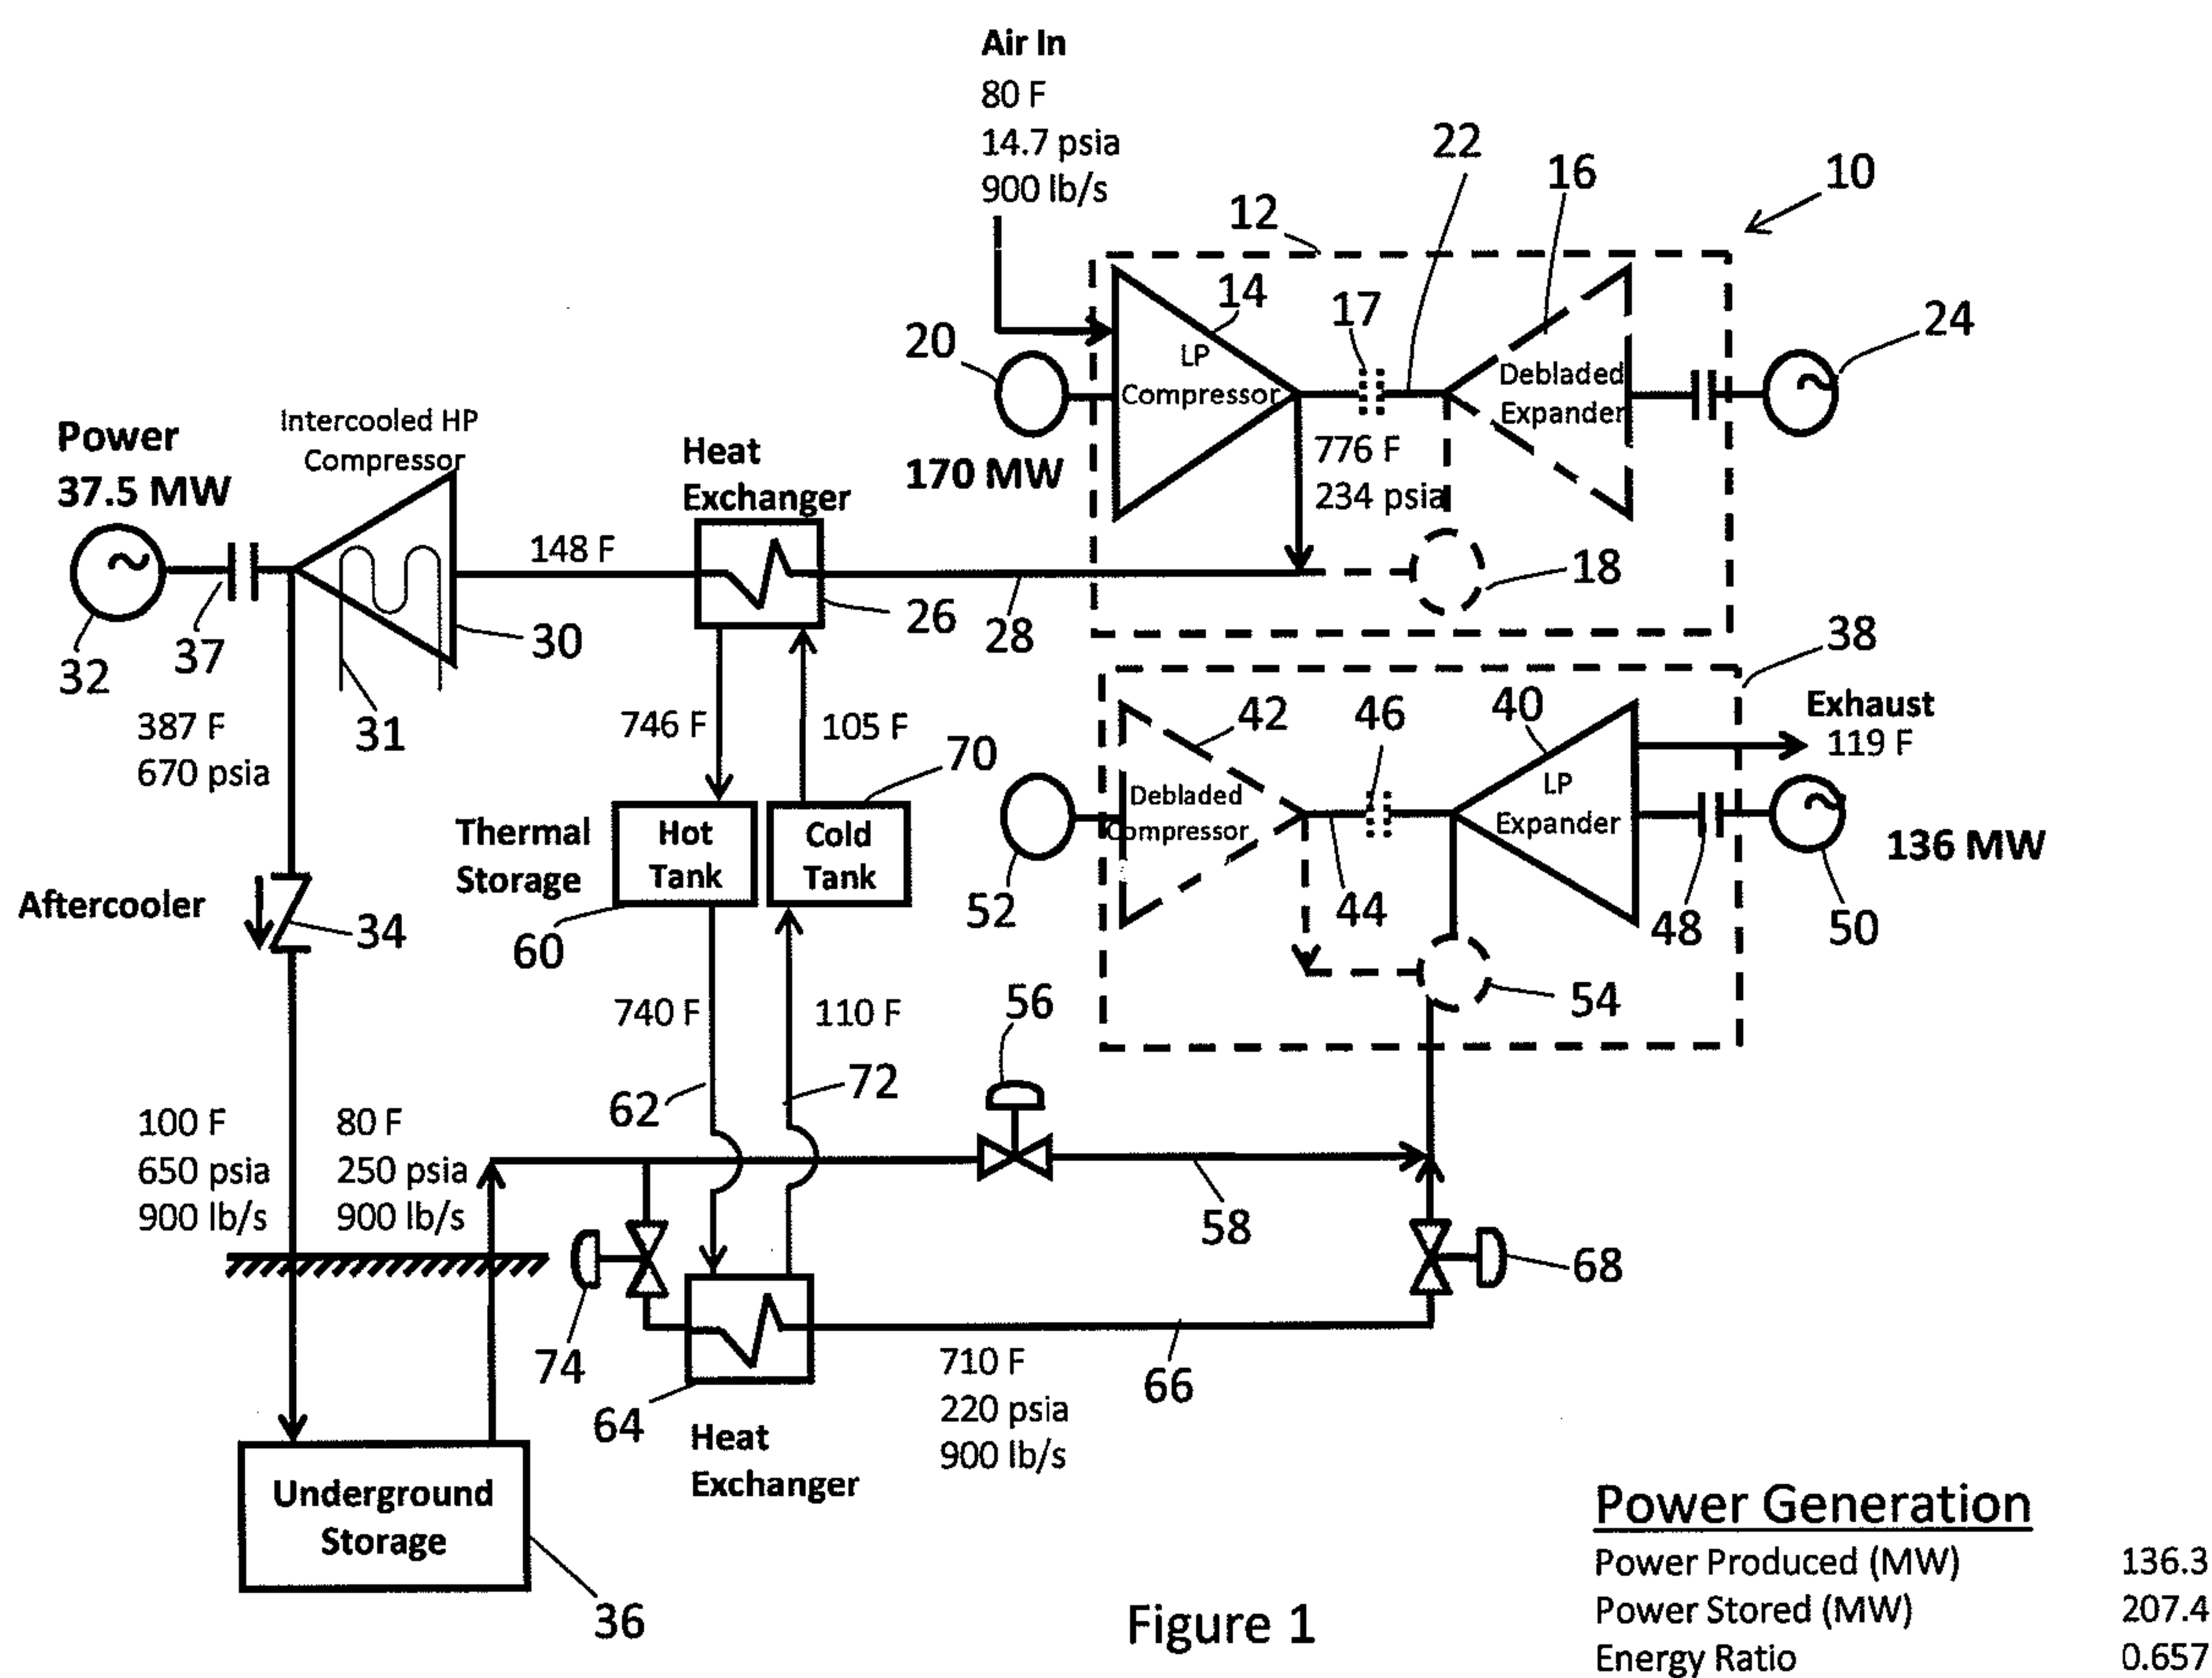 Air In
80 F
14.7 psia
900 lb/s
22
16
10
12
14
17
24
20
LP
Compressor
Debladed
Expander
170 MW
776 F
234 psia
18
Power
37.5 MW
Intercooled HP
Compressor
Heat
Exchanger
148 F
26
28
30
37
32
31
387 F
670 psia
746 F
105 F
70
38
42
46
40
Exhaust
119 F
Debladed
Compressor
LP
Expander
136 MW
52
44
48
50
54
Thermal
Storage
Hot
Tank
Cold
Tank
60
Aftercooler
34
740 F
110 F
56
62
72
100 F
650 psia
900 lb/s
80 F
250 psia
900 lb/s
58
68
74
64
710 F
220 psia
900 lb/s
66
Heat
Exchanger
Underground
Storage
36
Figure 1
Power Generation
Power Produced (MW) 136.3
Power Stored (MW) 207.4
Energy Ratio 0.657